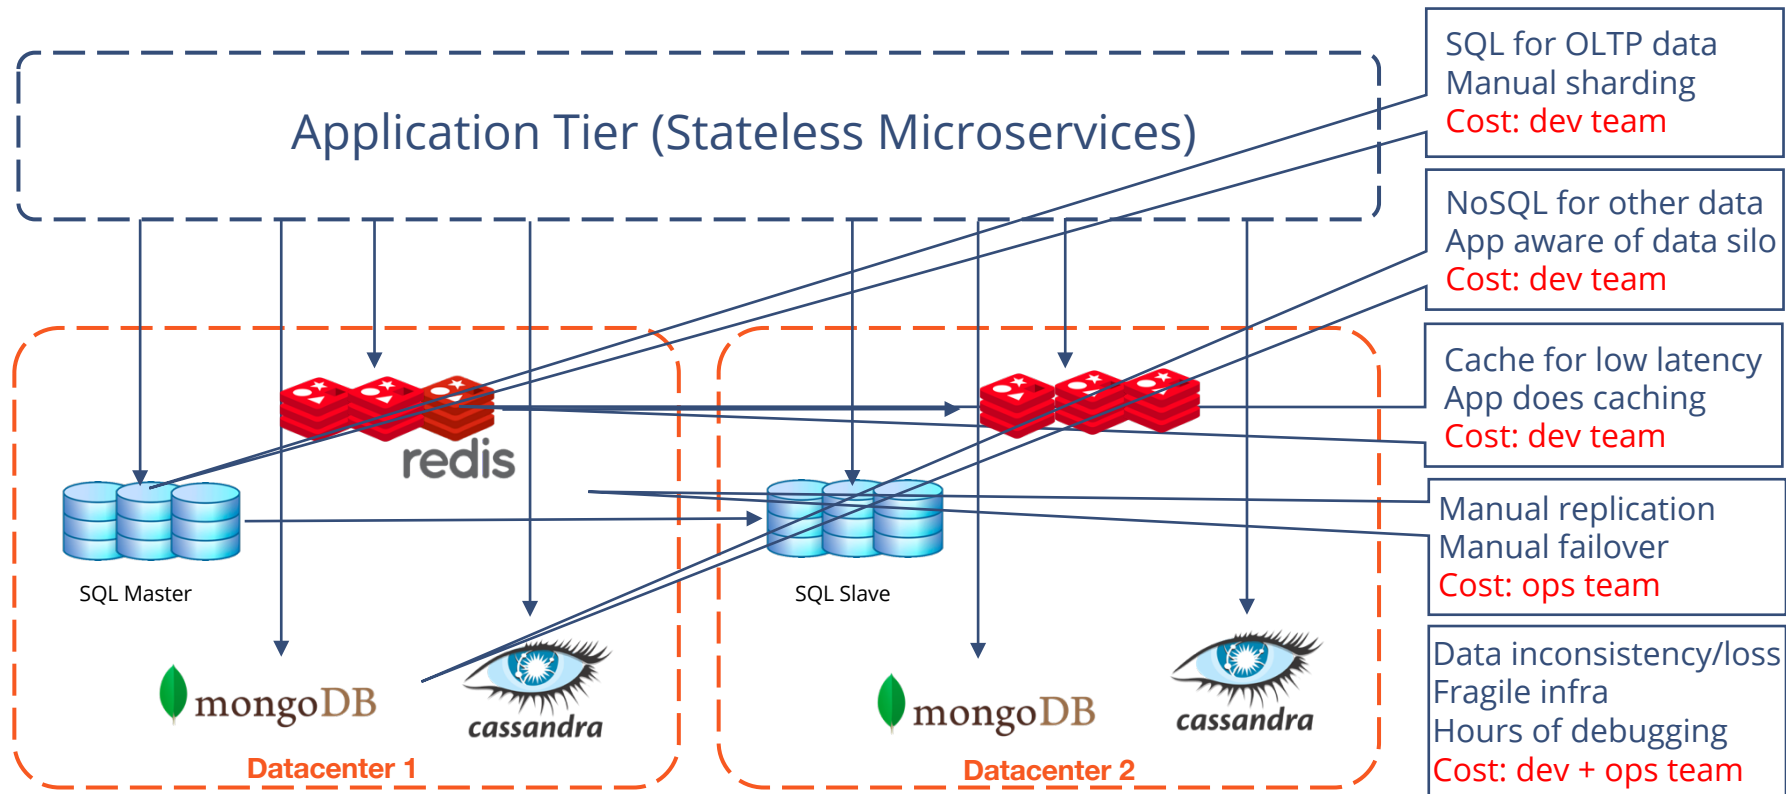 Application Tier (Stateless Microservices)
SQL for OLTP data
Manual sharding
Cost: dev team
NoSQL for other data
App aware of data silo
Cost: dev team
Cache for low latency
App does caching
Cost: dev team
Manual replication
Manual failover
Cost: ops team
Data inconsistency/loss
Fragile infra
Hours of debugging
Cost: dev + ops team
redis
SQL Master
mongoDB
cassandra
Datacenter 1
SQL Slave
mongoDB
cassandra
Datacenter 2